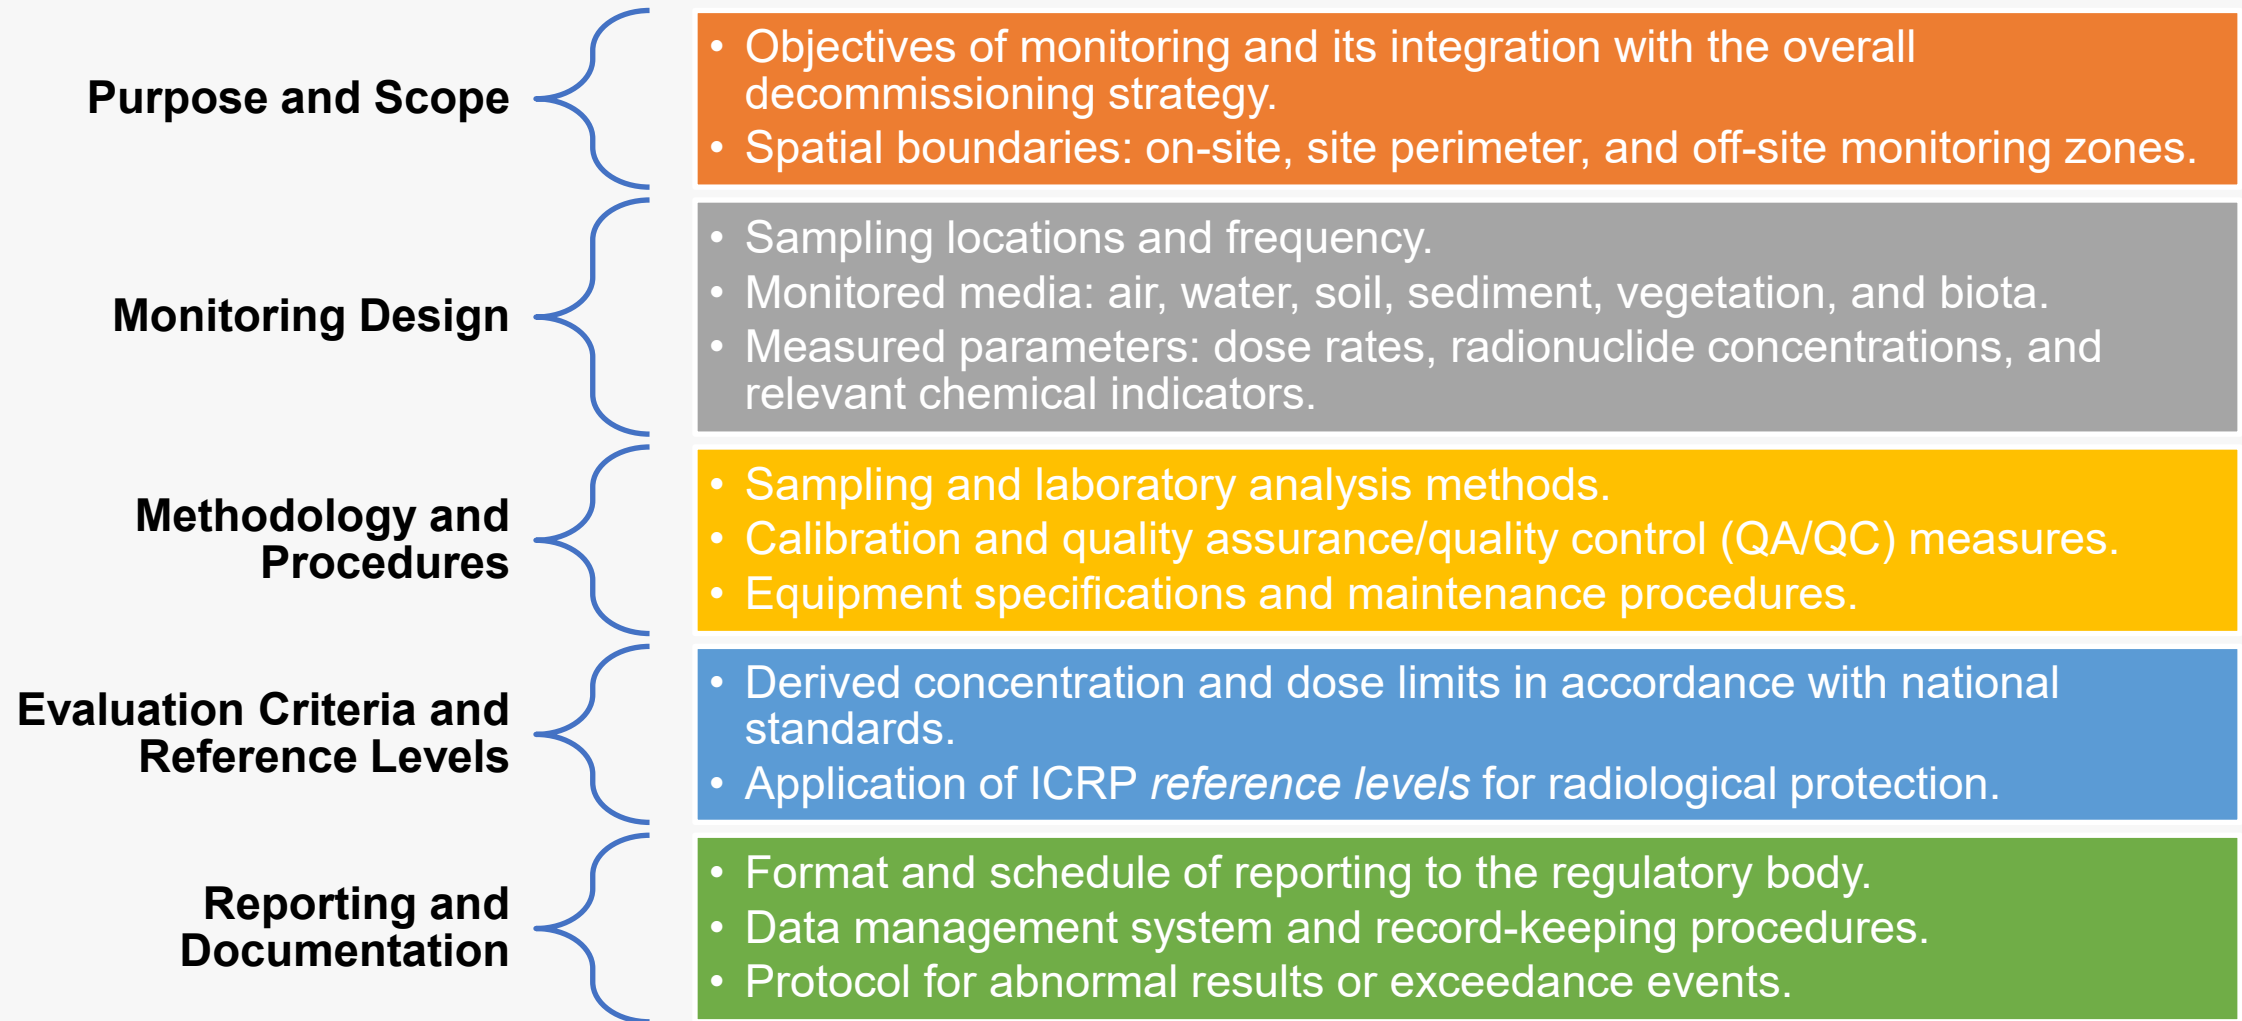 Purpose and Scope
• Objectives of monitoring and its integration with the overall
decommissioning strategy.
• Spatial boundaries: on-site, site perimeter, and off-site monitoring zones.
Monitoring Design
• Sampling locations and frequency.
• Monitored media: air, water, soil, sediment, vegetation, and biota.
• Measured parameters: dose rates, radionuclide concentrations, and
relevant chemical indicators.
Methodology and
Procedures
• Sampling and laboratory analysis methods.
• Calibration and quality assurance/quality control (QA/QC) measures.
• Equipment specifications and maintenance procedures.
Evaluation Criteria and
Reference Levels
• Derived concentration and dose limits in accordance with national
standards.
• Application of ICRP reference levels for radiological protection.
Reporting and
Documentation
• Format and schedule of reporting to the regulatory body.
• Data management system and record-keeping procedures.
• Protocol for abnormal results or exceedance events.